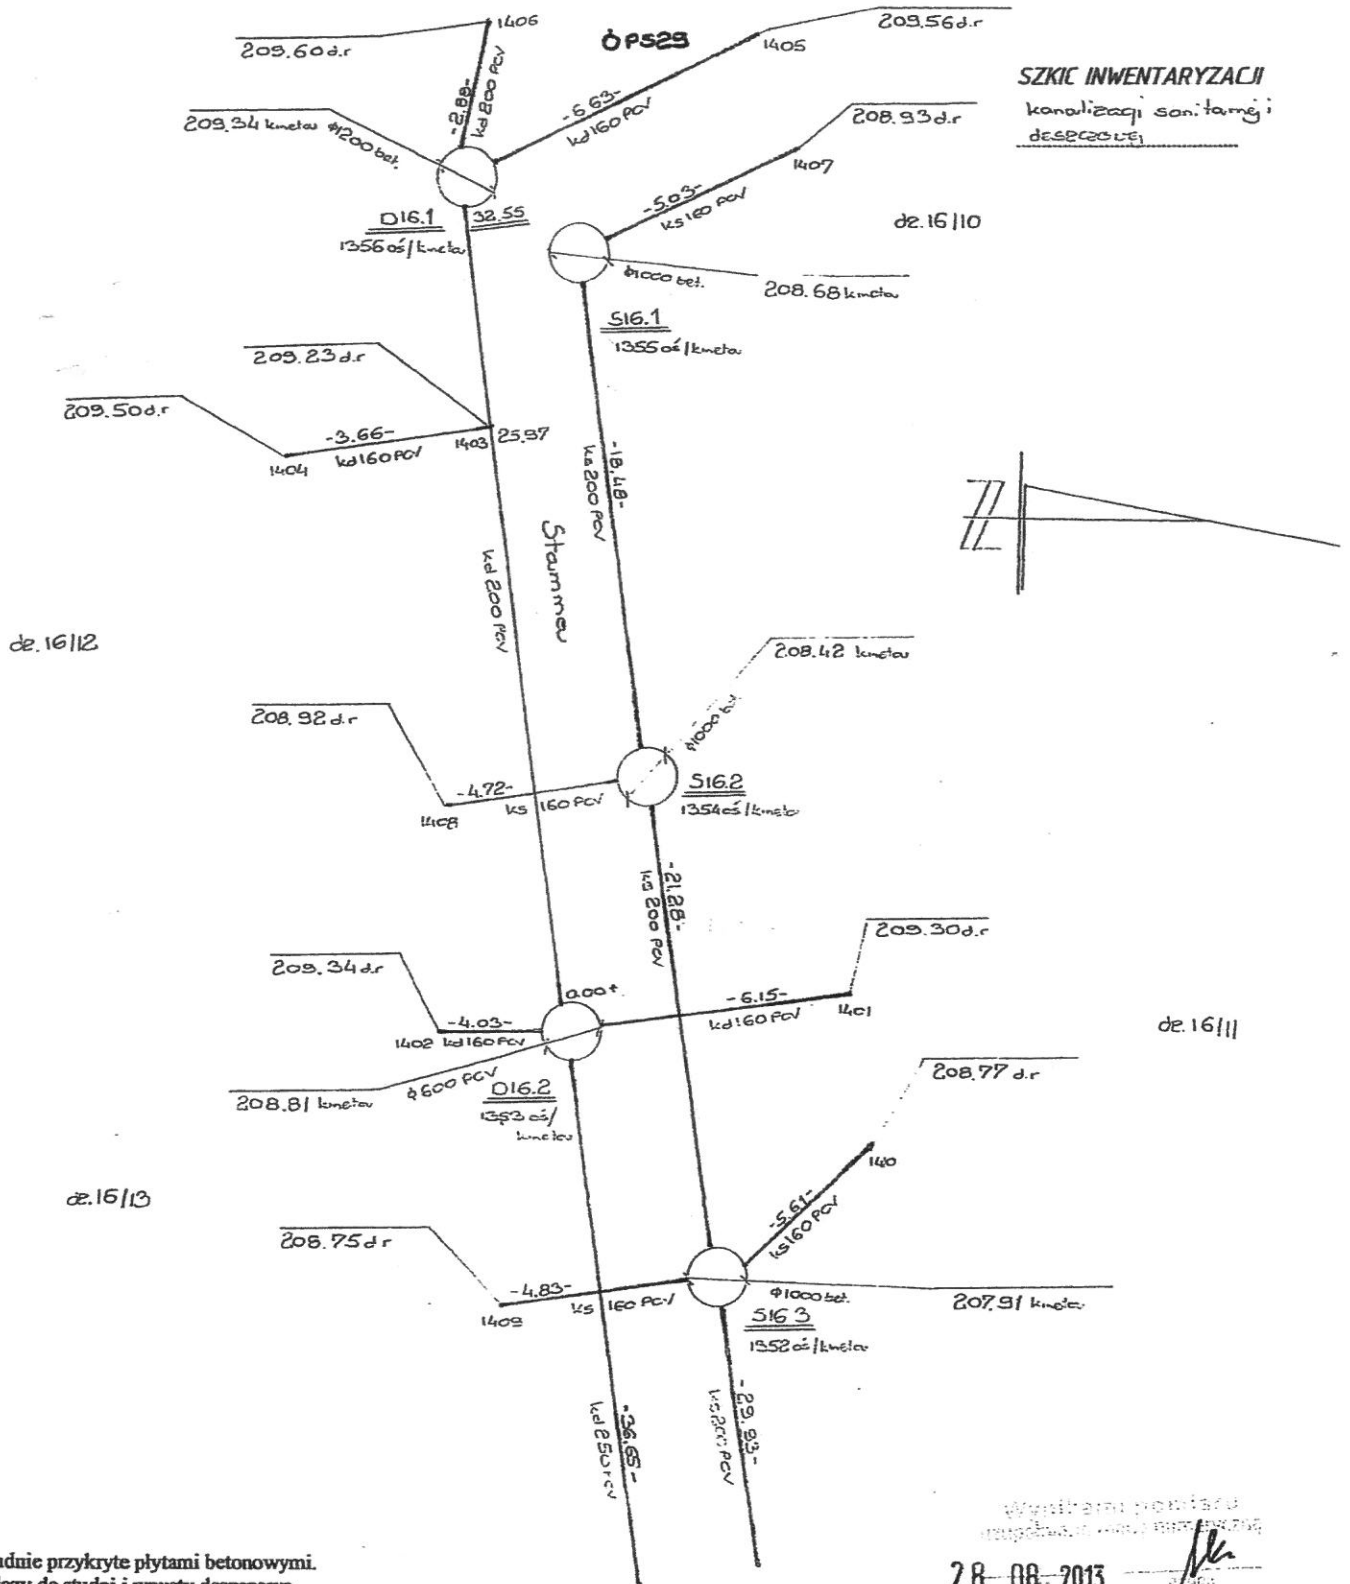 1406
209.60 d.r
ÓPS29
209.56 d.r
1405
SZKIC INWENTARYZACJI
kanalizacji sanitarnej i
deszczowej
-2.88-
kd 200 PCV
-6.63-
kd 160 PCV
209.34 kineta
φ1200 bet.
208.93 d.r
1407
-5.03-
ks 160 PCV
D16.1
32.55
1356 oś/kineta
dz. 16/10
φ1000 bet.
208.68 kineta
S16.1
1355 oś/kineta
209.23 d.r
209.50 d.r
-3.66-
kd 160 PCV
1404
1403
25.97
-18.48-
ks 200 PCV
kd 200 PCV
dz. 16/12
208.42 kineta
φ1000
208.92 d.r
-4.72-
ks 160 PCV
1408
S16.2
1354 oś/kineta
-21.28-
ks 200 PCV
209.30 d.r
209.34 d.r
0.00+
-6.15-
kd 160 PCV
1401
-4.03-
1402
kd 160 PCV
dz. 16/11
φ600 PCV
208.81 kineta
D16.2
1353 oś/
kineta
208.77 d.r
140
dz. 16/13
-5.61-
ks 160 PCV
208.75 d.r
-4.83-
ks 160 PCV
1409
φ1000 bet.
207.91 kineta
S16 3
1352 oś/kineta
-36.65-
kd 250 PCV
-29.93-
ks 200 PCV
udnie przykryte płytami betonowymi.
28 -08- 2013